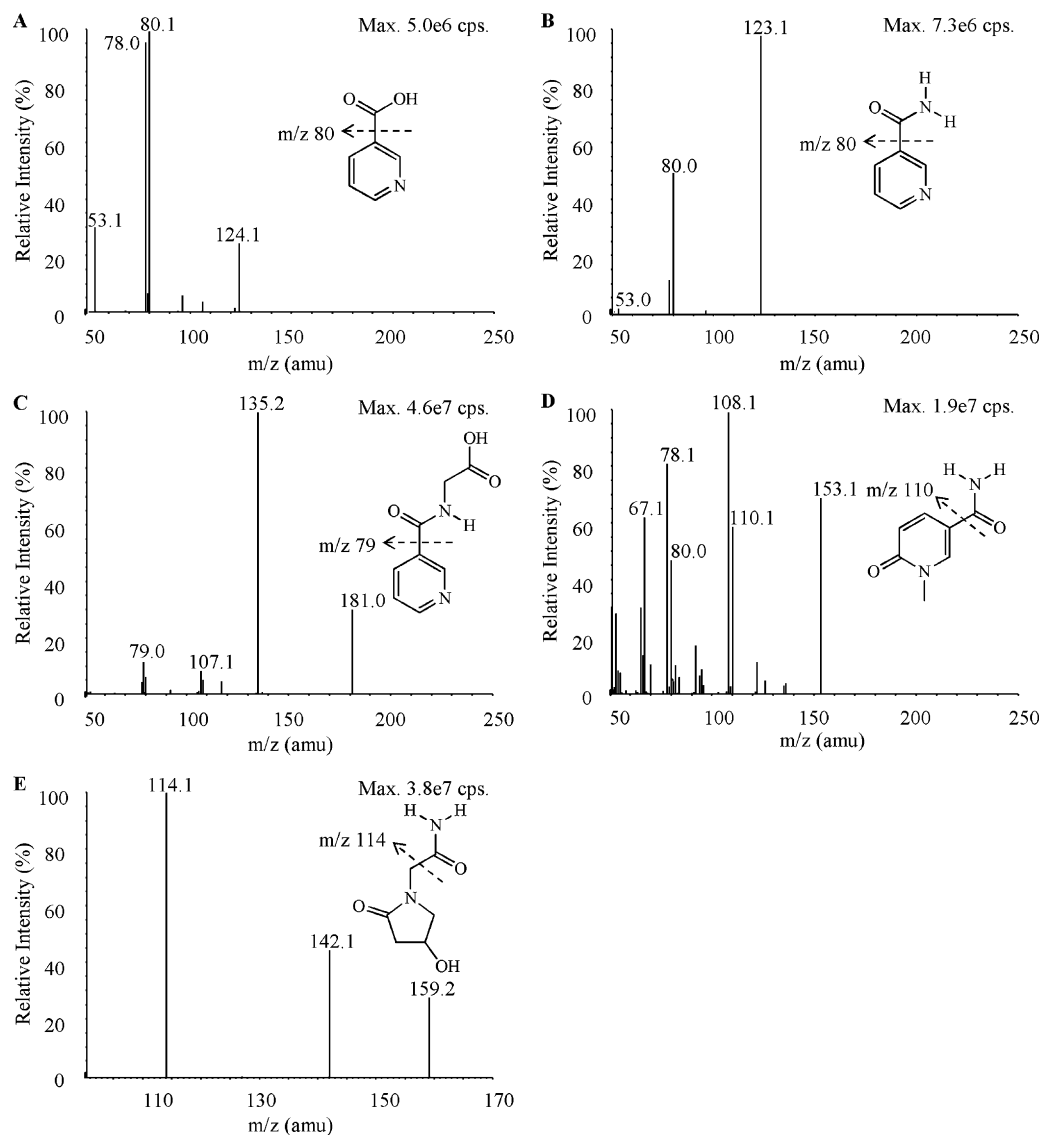 A
Max. 5.0e6 cps.
Relative Intensity (%)
100
80
60
40
20
0
80.1
78.0
53.1
124.1
m/z 80
O
OH
N
50 100 150 200 250
m/z (amu)
B
Max. 7.3e6 cps.
Relative Intensity (%)
100
80
60
40
20
0
123.1
80.0
53.0
m/z 80
H
O
N
H
N
50 100 150 200 250
m/z (amu)
C
Max. 4.6e7 cps.
Relative Intensity (%)
100
80
60
40
20
0
135.2
181.0
79.0
107.1
m/z 79
OH
O
O
N
H
N
50 100 150 200 250
m/z (amu)
D
Max. 1.9e7 cps.
Relative Intensity (%)
100
80
60
40
20
0
108.1
78.1
153.1
67.1
110.1
80.0
m/z 110
H
N
H
O
O
N
50 100 150 200 250
m/z (amu)
E
Max. 3.8e7 cps.
Relative Intensity (%)
100
80
60
40
20
0
114.1
142.1
159.2
m/z 114
H
H
N
O
N
O
OH
110 130 150 170
m/z (amu)